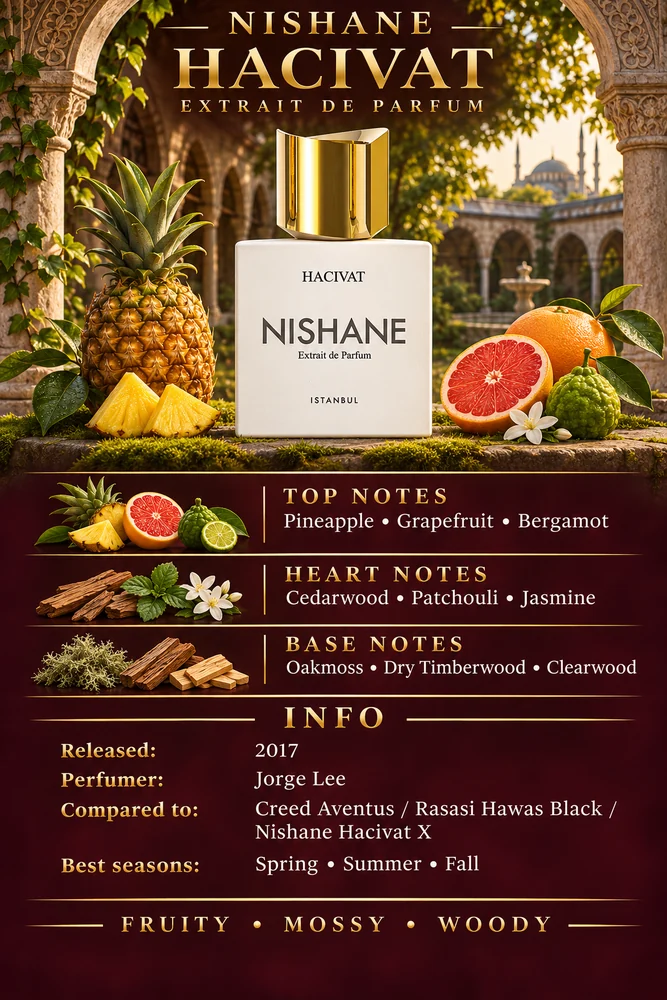 NISHANE
HACIVAT
EXTRAIT DE PARFUM
HACIVAT
NISHANE
Extrait de Parfum
ISTANBUL
TOP NOTES
Pineapple • Grapefruit • Bergamot
HEART NOTES
Cedarwood • Patchouli • Jasmine
BASE NOTES
Oakmoss • Dry Timberwood • Clearwood
INFO
Released: 2017
Perfumer: Jorge Lee
Compared to: Creed Aventus / Rasasi Hawas Black /
Nishane Hacivat X
Best seasons: Spring • Summer • Fall
FRUITY • MOSSY • WOODY